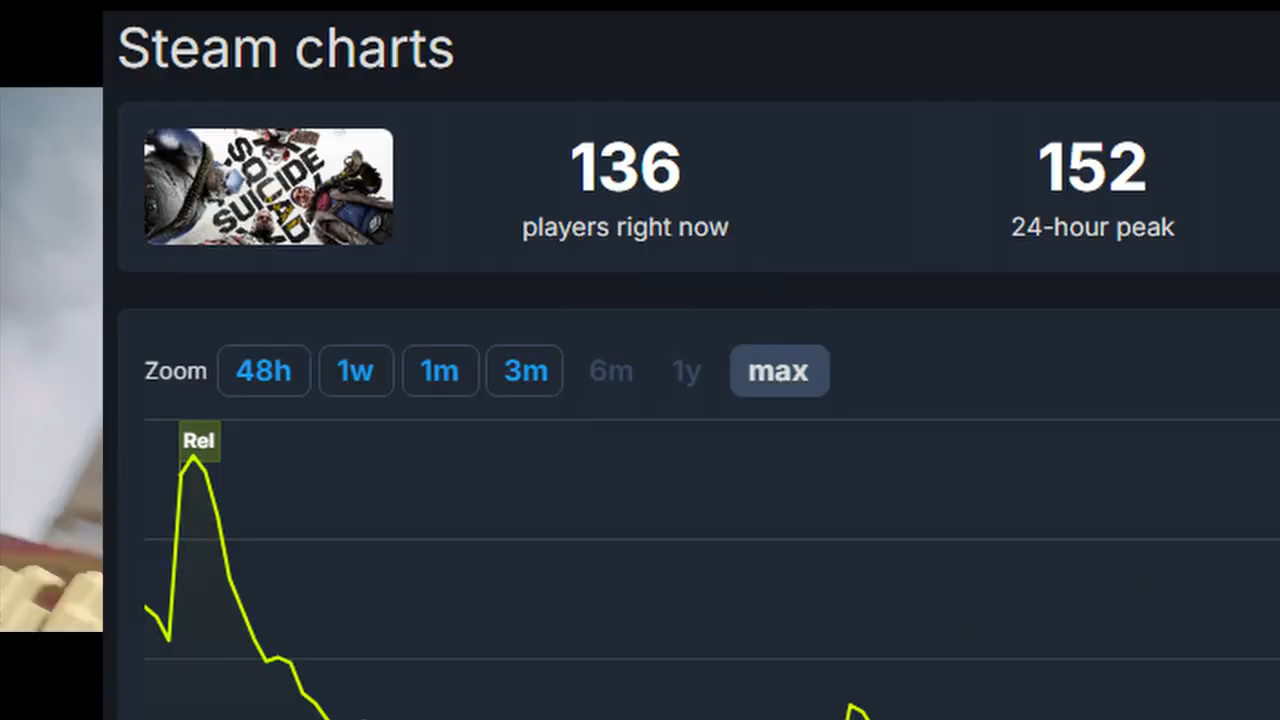 Steam charts
SUICIDE
136
players right now
152
24-hour peak
Zoom 48h 1w 1m 3m 6m 1y max
Rel